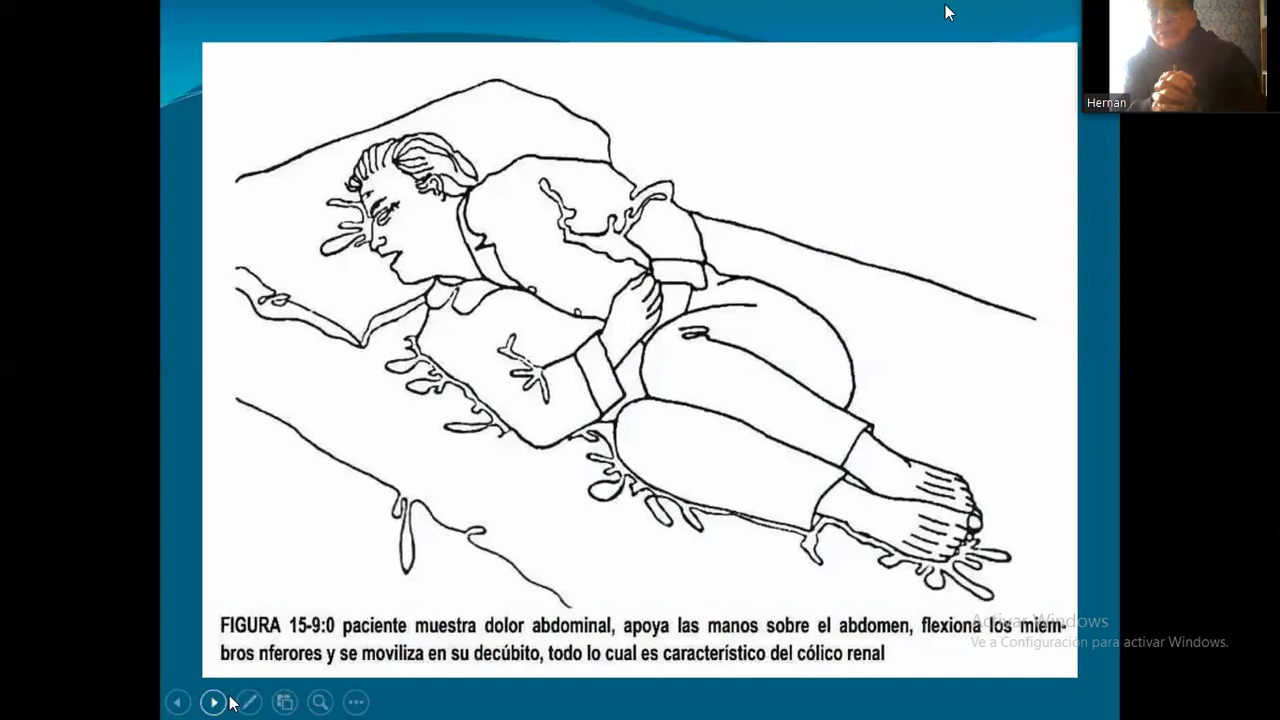 Hernan
FIGURA 15-9:0 paciente muestra dolor abdominal, apoya las manos sobre el abdomen, flexiona los miem-
bros nferores y se moviliza en su decúbito, todo lo cual es característico del cólico renal
Activar Windows
Ve a Configuración para activar Windows.